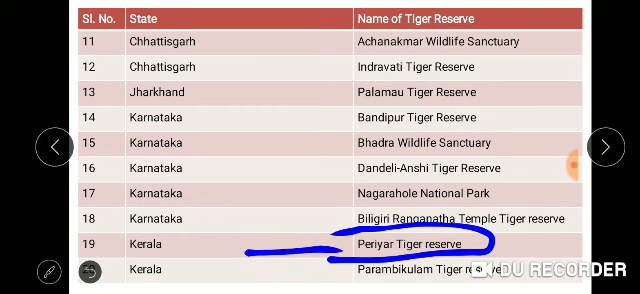 Sl. No. State Name of Tiger Reserve
11 Chhattisgarh Achanakmar Wildlife Sanctuary
12 Chhattisgarh Indravati Tiger Reserve
13 Jharkhand Palamau Tiger Reserve
14 Karnataka Bandipur Tiger Reserve
15 Karnataka Bhadra Wildlife Sanctuary
16 Karnataka Dandeli-Anshi Tiger Reserve
17 Karnataka Nagarahole National Park
18 Karnataka Biligiri Ranganatha Temple Tiger reserve
19 Kerala Periyar Tiger reserve
20 Kerala Parambikulam Tiger reserve
DU RECORDER